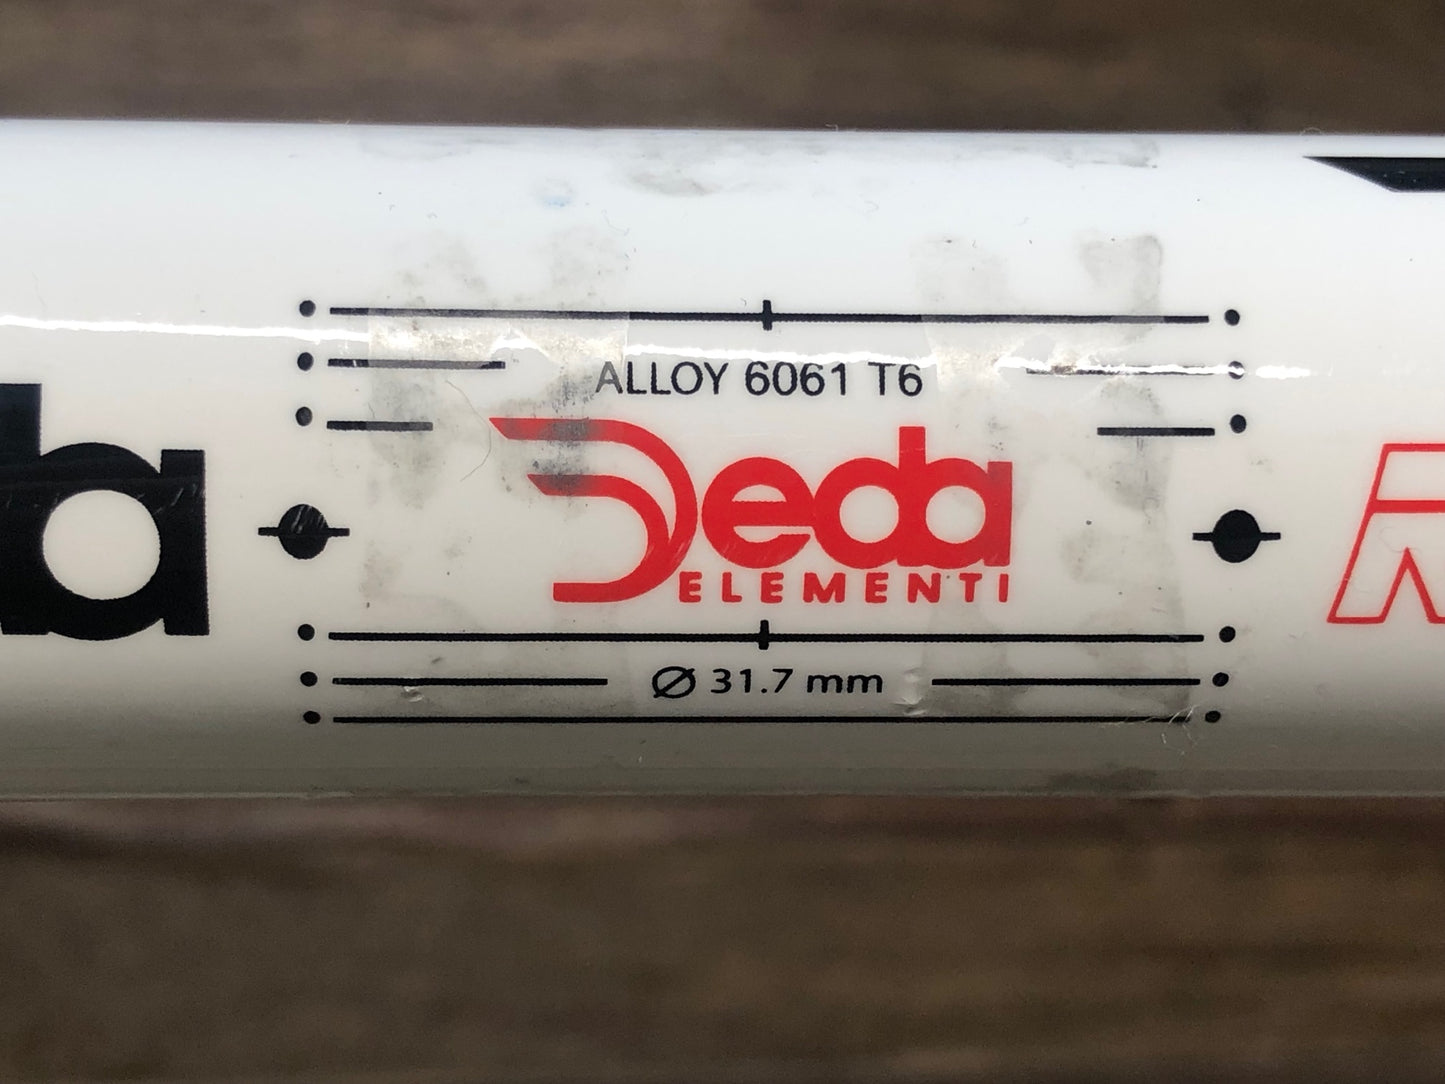 ALLOY 6061 T6
Deda
ELEMENTI
Ø 31.7 mm